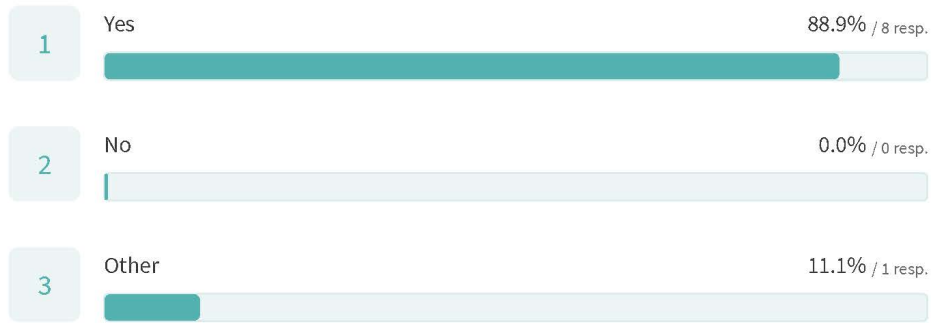 1
Yes
88.9% / 8 resp.
2
No
0.0% / 0 resp.
3
Other
11.1% / 1 resp.